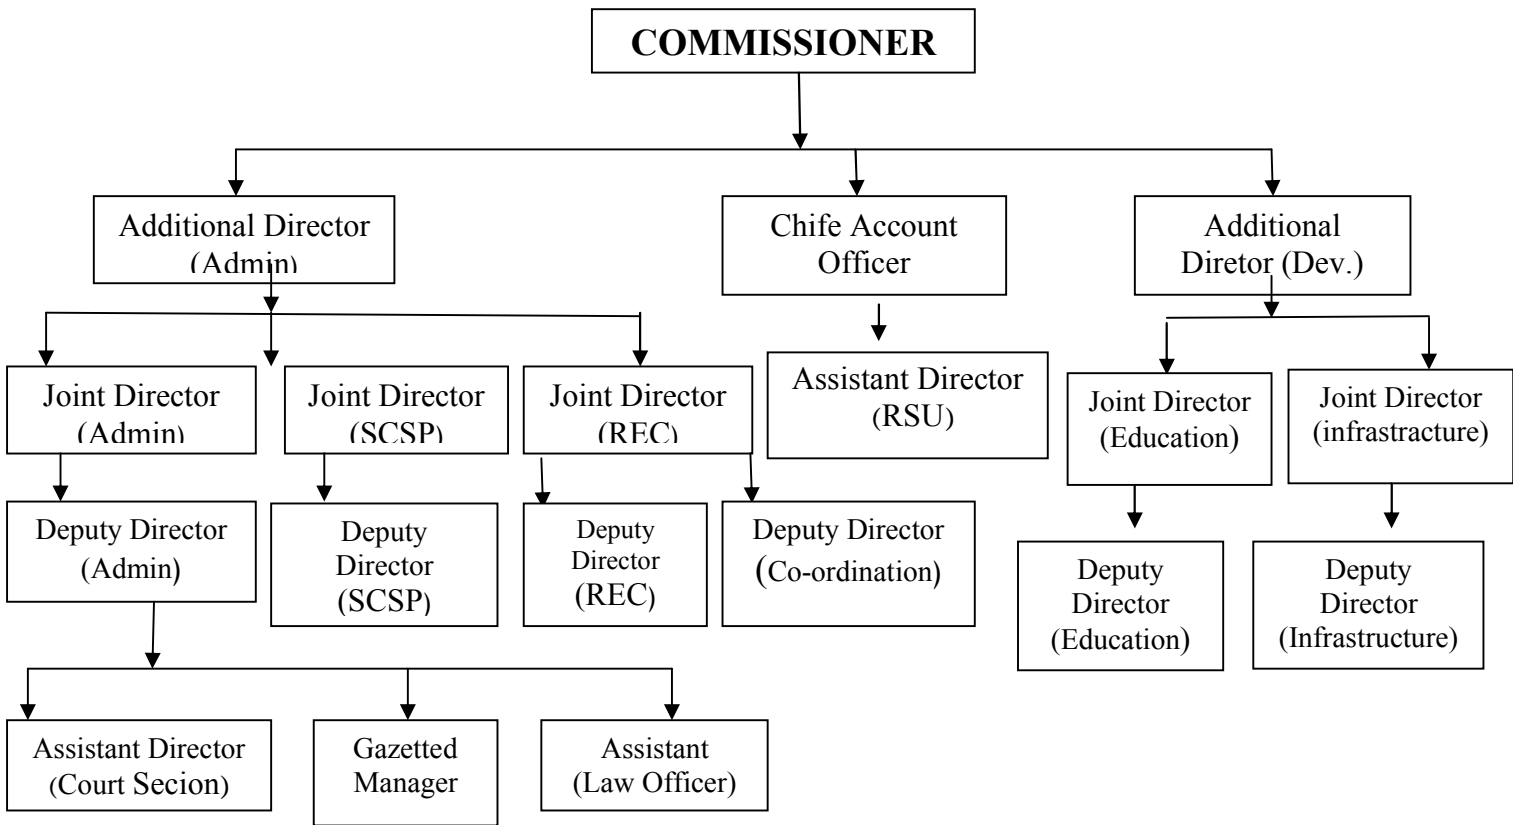 COMMISSIONER
Additional Director
(Admin)
Chife Account
Officer
Additional
Diretor (Dev.)
Joint Director
(Admin)
Joint Director
(SCSP)
Joint Director
(REC)
Assistant Director
(RSU)
Joint Director
(Education)
Joint Director
(infrastracture)
Deputy Director
(Admin)
Deputy
Director
(SCSP)
Deputy
Director
(REC)
Deputy Director
(Co-ordination)
Deputy
Director
(Education)
Deputy
Director
(Infrastructure)
Assistant Director
(Court Secion)
Gazetted
Manager
Assistant
(Law Officer)